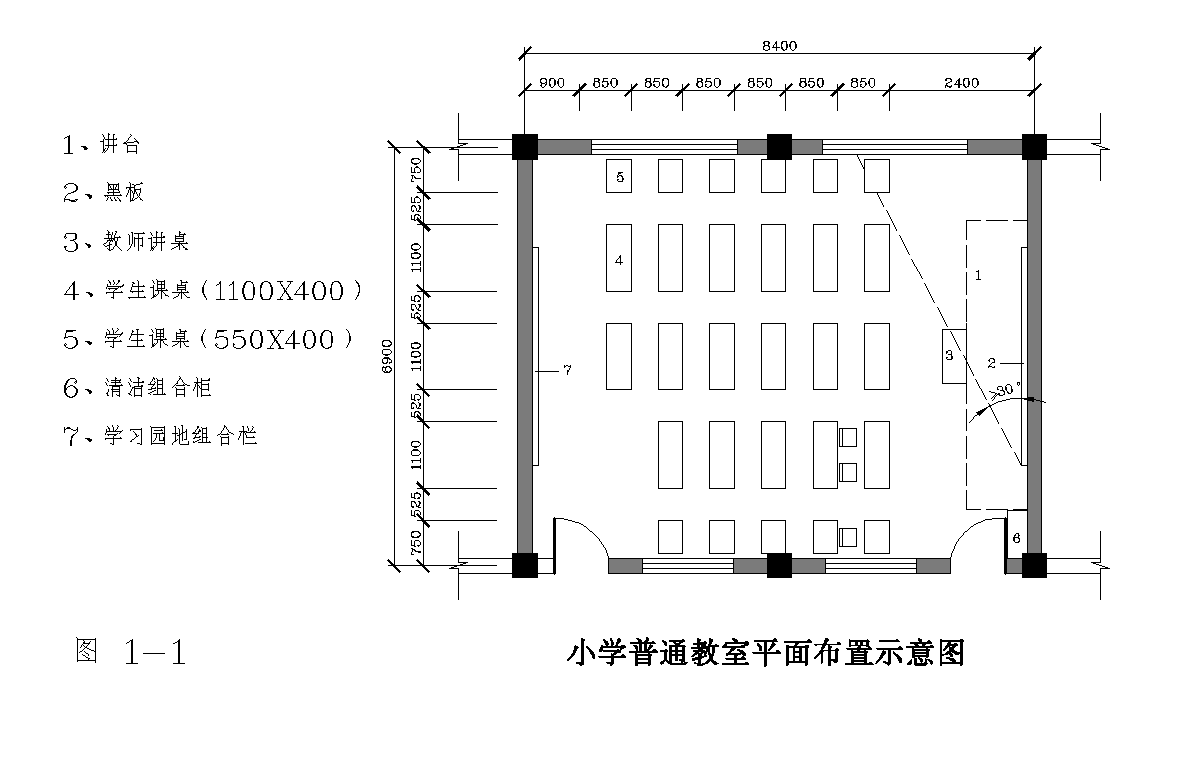 8400
900 850 850 850 850 850 850 2400
1、讲台
2、黑板
3、教师讲桌
4、学生课桌（1100X400）
5、学生课桌（550X400）
6、清洁组合柜
7、学习园地组合栏
6900
750
525
1100
525
1100
525
1100
525
750
5
4
1
3
2
7
≥30°
6
图 1-1
小学普通教室平面布置示意图